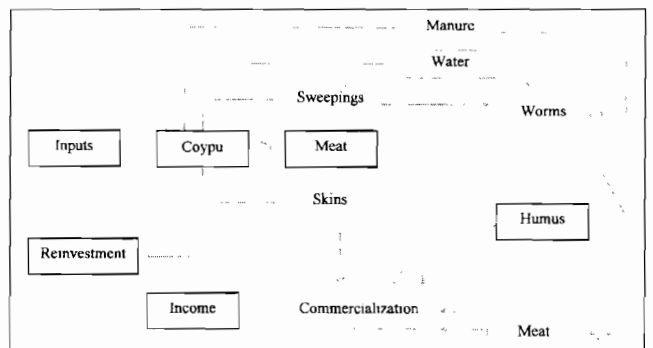 Manure
Water
Sweepings
Worms
Inputs
Coypu
Meat
Skins
Humus
Reinvestment
Income
Commercialization
Meat